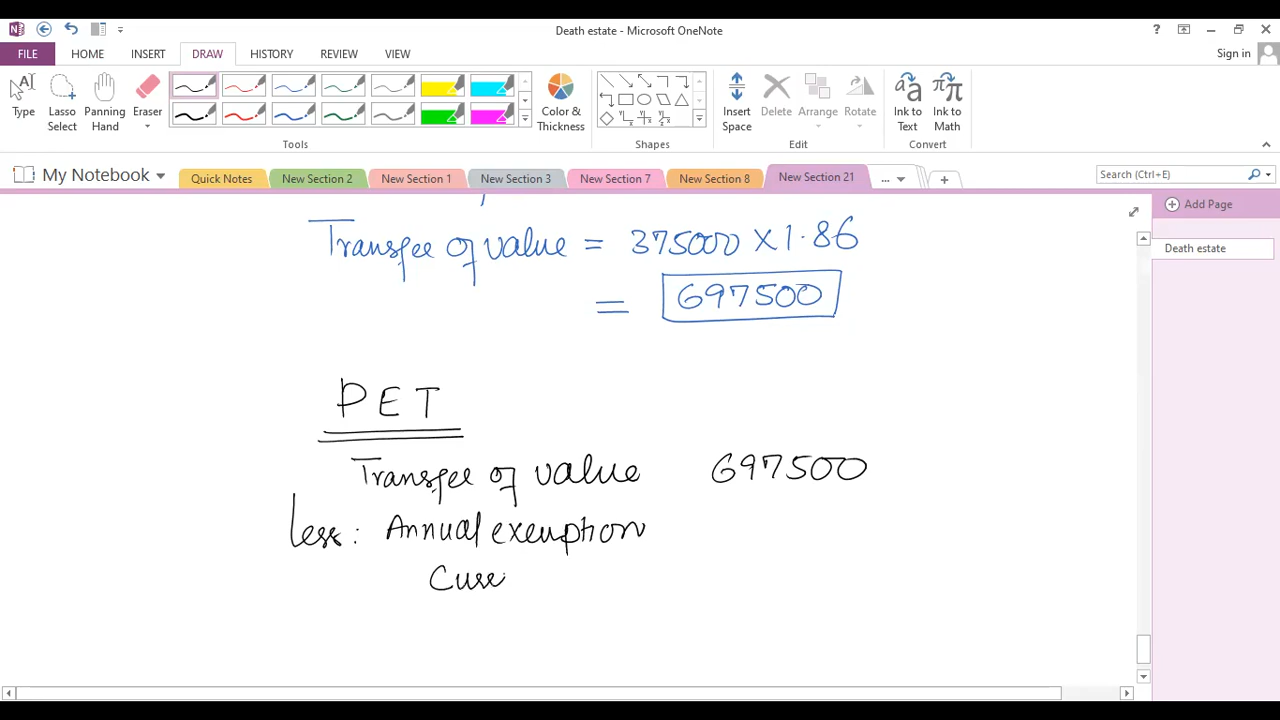 Death estate - Microsoft OneNote
FILE HOME INSERT DRAW HISTORY REVIEW VIEW
Sign in
Type
Lasso Select
Panning Hand
Eraser
Color & Thickness
Insert Space
Delete
Arrange
Rotate
Ink to Text
Ink to Math
Tools
Shapes
Edit
Convert
My Notebook
Quick Notes
New Section 2
New Section 1
New Section 3
New Section 7
New Section 8
New Section 21
...
Search (Ctrl+E)
Add Page
Death estate
Transfer of value = 375000 X 1.86
= 697500
PET
Transfer of value 697500
Less: Annual exemption